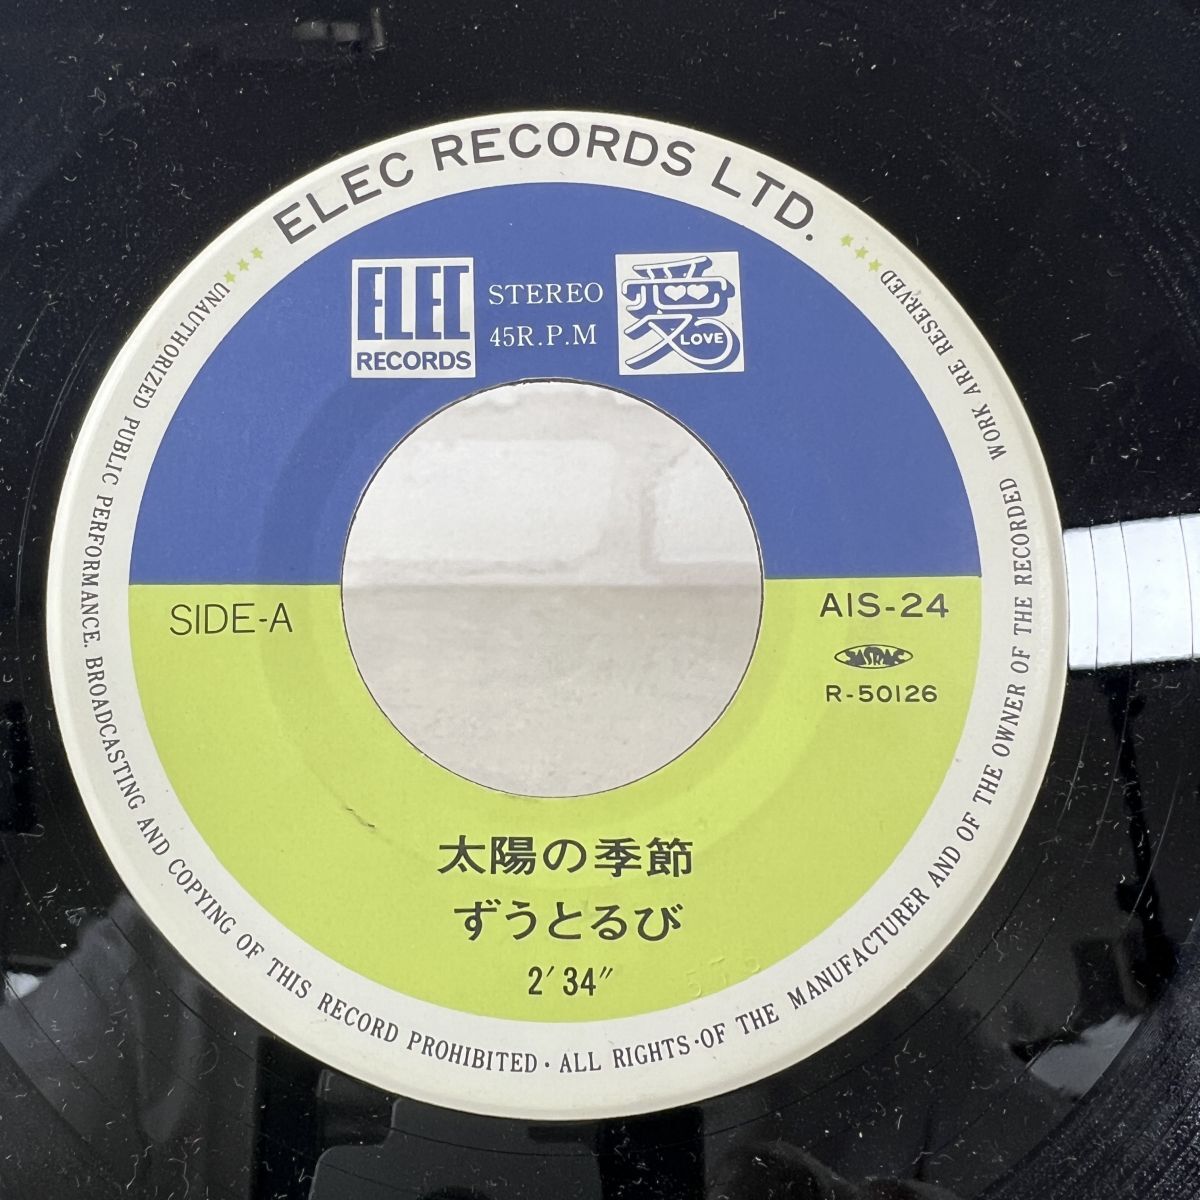 ELEC RECORDS LTD.
ELEC
RECORDS
STEREO
45R.P.M
愛
LOVE
SIDE-A
AIS-24
JASRAC
R-50126
太陽の季節
ずうとるび
2′34″
UNAUTHORIZED PUBLIC PERFORMANCE. BROADCASTING AND COPYING OF THIS RECORD PROHIBITED・ALL RIGHTS・OF THE MANUFACTURER AND OF THE OWNER OF THE RECORDED WORK ARE RESERVED